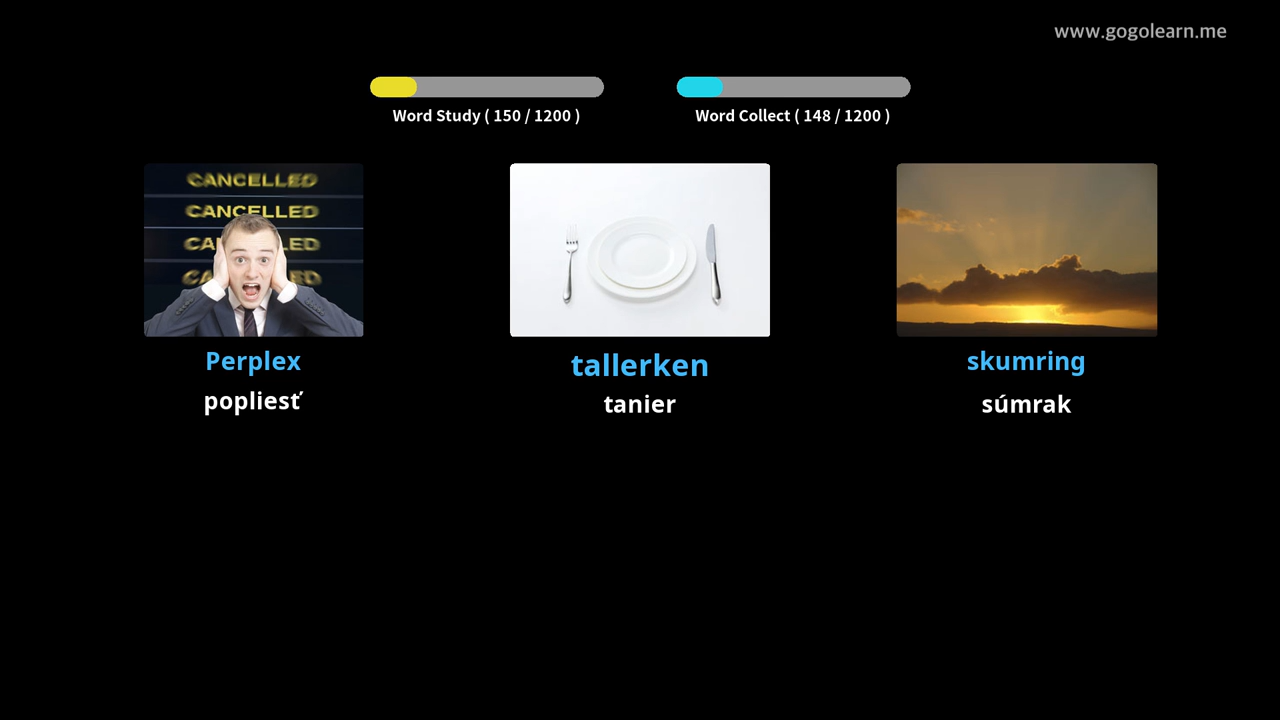 www.gogolearn.me
Word Study ( 150 / 1200 )
Word Collect ( 148 / 1200 )
CANCELLED
CANCELLED
Perplex
tallerken
skumring
popliesť
tanier
súmrak